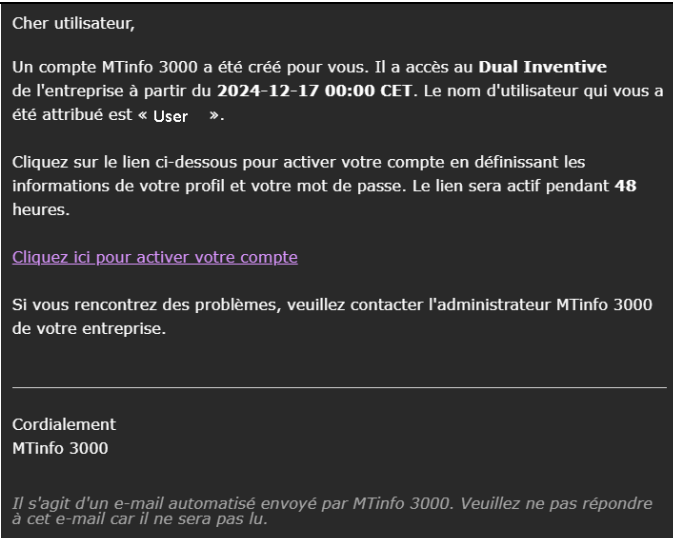 Cher utilisateur,
Un compte MTinfo 3000 a été créé pour vous. Il a accès au Dual Inventive
de l'entreprise à partir du 2024-12-17 00:00 CET. Le nom d'utilisateur qui vous a
été attribué est « User ».
Cliquez sur le lien ci-dessous pour activer votre compte en définissant les
informations de votre profil et votre mot de passe. Le lien sera actif pendant 48
heures.
Cliquez ici pour activer votre compte
Si vous rencontrez des problèmes, veuillez contacter l'administrateur MTinfo 3000
de votre entreprise.
Cordialement
MTinfo 3000
Il s'agit d'un e-mail automatisé envoyé par MTinfo 3000. Veuillez ne pas répondre
à cet e-mail car il ne sera pas lu.